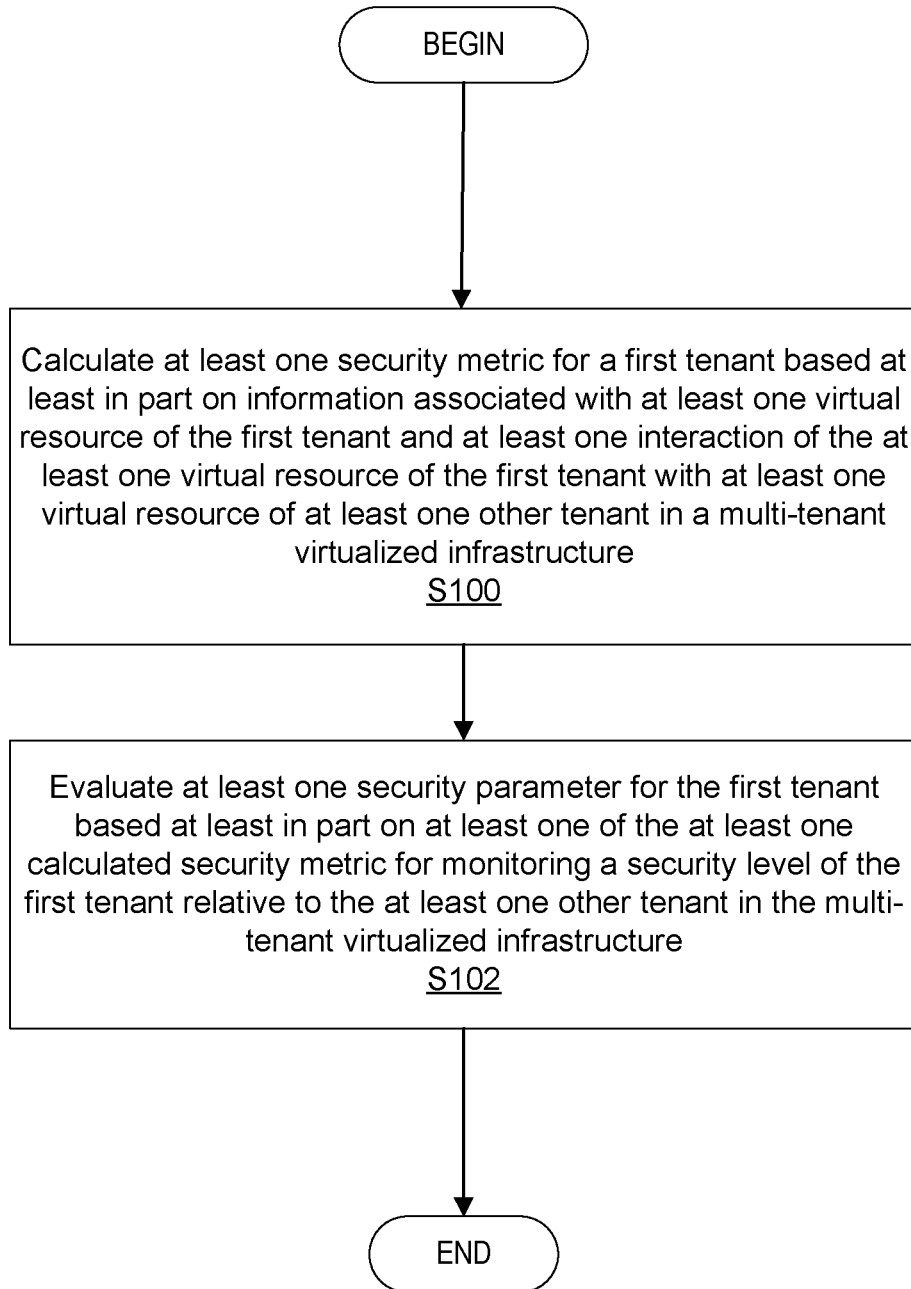 BEGIN
Calculate at least one security metric for a first tenant based at
least in part on information associated with at least one virtual
resource of the first tenant and at least one interaction of the at
least one virtual resource of the first tenant with at least one
virtual resource of at least one other tenant in a multi-tenant
virtualized infrastructure
S100
Evaluate at least one security parameter for the first tenant
based at least in part on at least one of the at least one
calculated security metric for monitoring a security level of the
first tenant relative to the at least one other tenant in the multi-
tenant virtualized infrastructure
S102
END